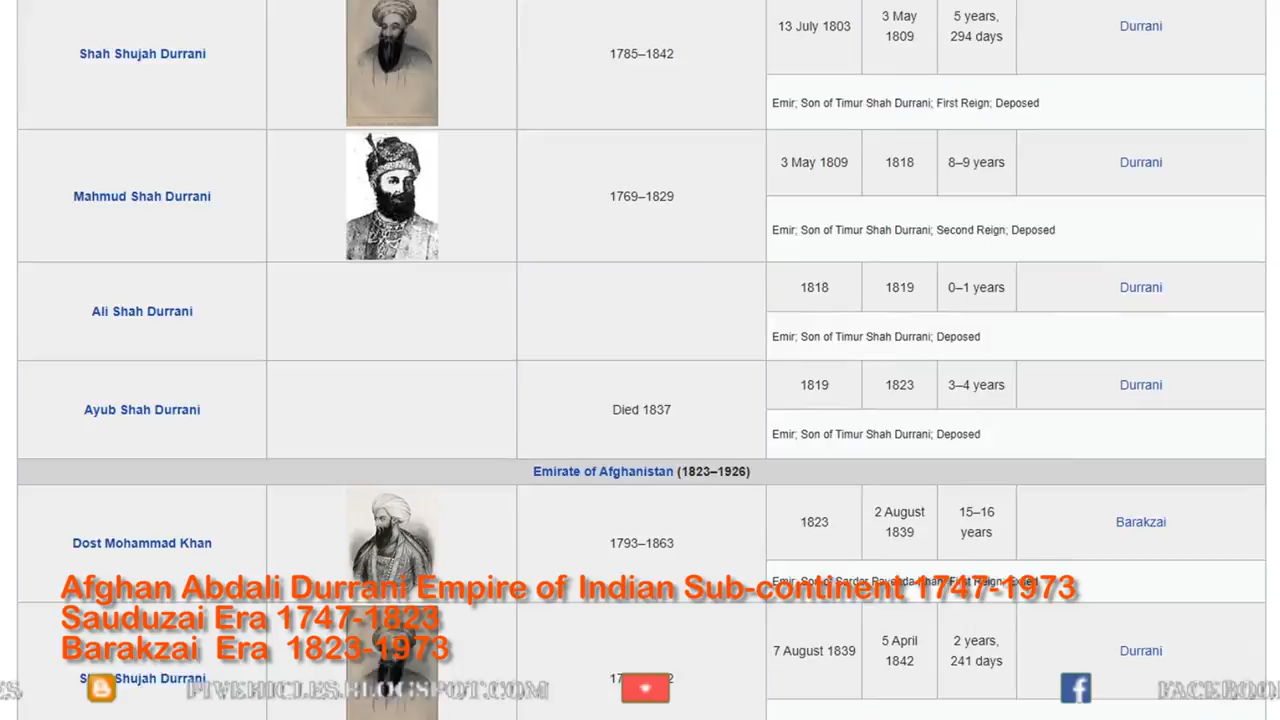 Shah Shujah Durrani
1785–1842
13 July 1803
3 May
1809
5 years,
294 days
Durrani
Emir; Son of Timur Shah Durrani; First Reign; Deposed
Mahmud Shah Durrani
1769–1829
3 May 1809
1818
8–9 years
Durrani
Emir; Son of Timur Shah Durrani; Second Reign; Deposed
Ali Shah Durrani
1818
1819
0–1 years
Durrani
Emir; Son of Timur Shah Durrani; Deposed
Ayub Shah Durrani
Died 1837
1819
1823
3–4 years
Durrani
Emir; Son of Timur Shah Durrani; Deposed
Emirate of Afghanistan (1823–1926)
Dost Mohammad Khan
1793–1863
1823
2 August
1839
15–16
years
Barakzai
Afghan Abdali Durrani Empire of Indian Sub-continent 1747-1973
Sauduzai Era 1747-1823
Barakzai Era 1823-1973
7 August 1839
5 April
1842
2 years,
241 days
Durrani
Shujah Durrani
PIVEHICLES.BLOGSPOT.COM